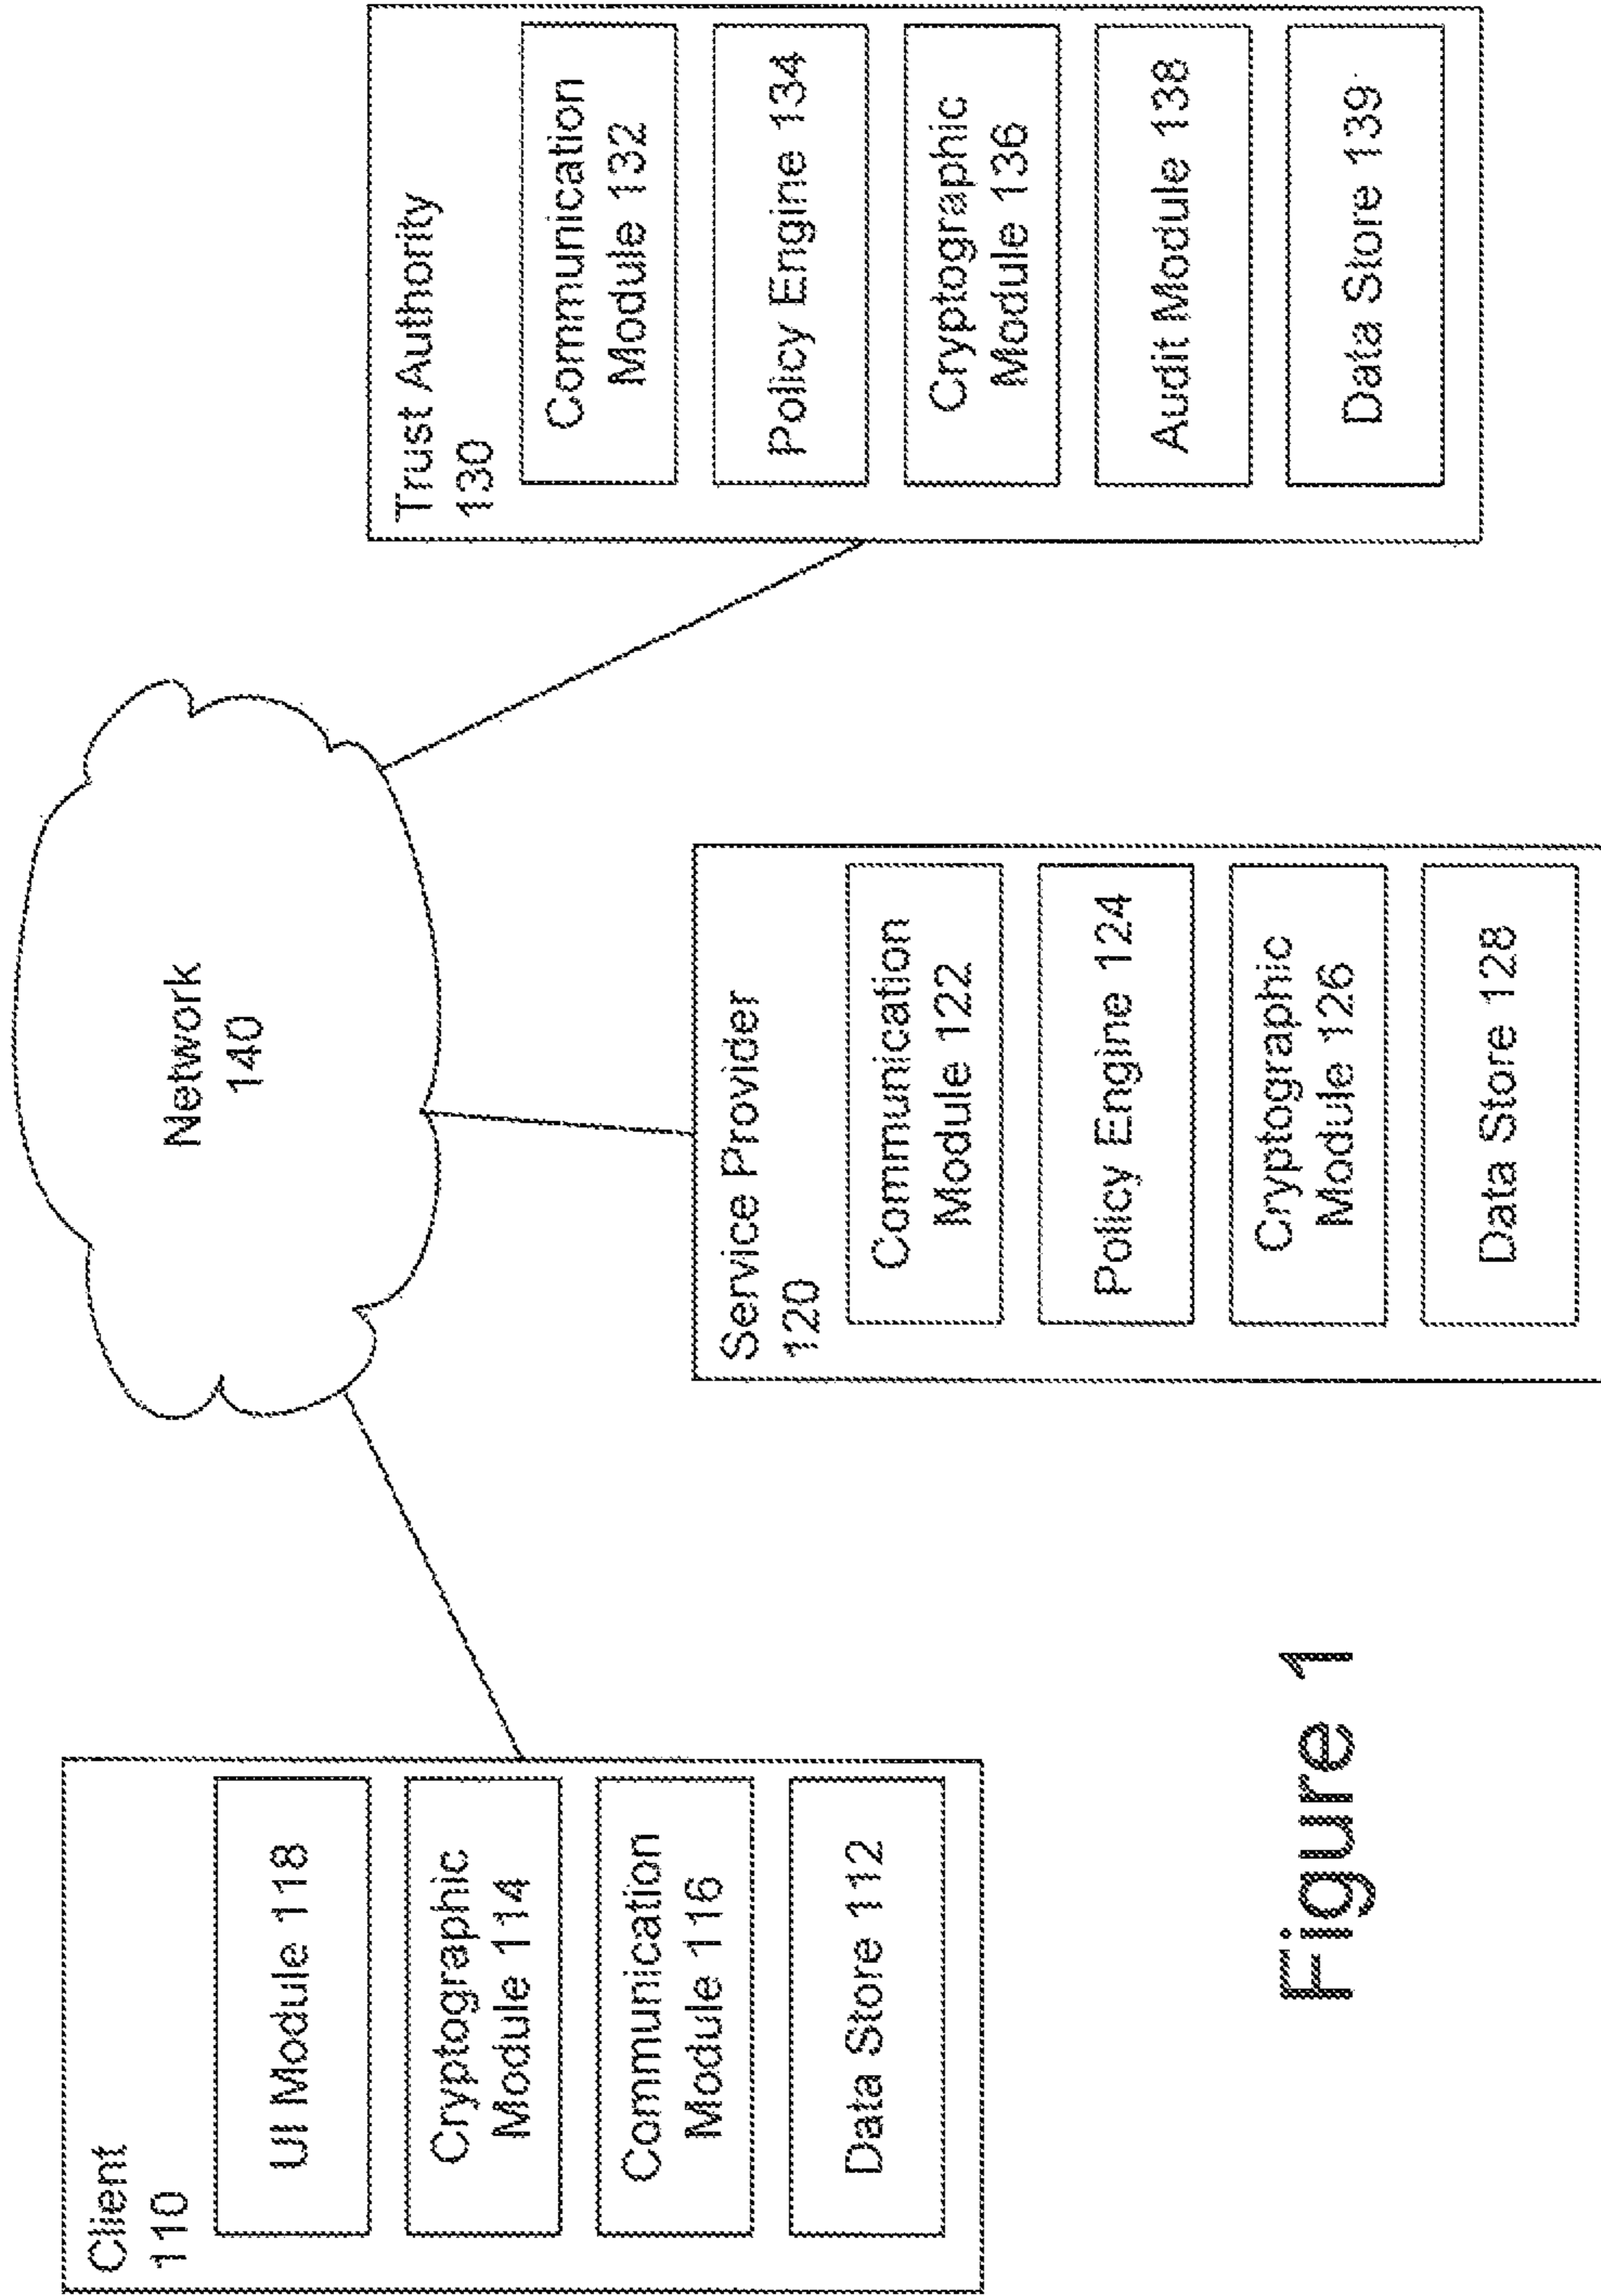 Network
140
Client
110
UI Module 118
Cryptographic
Module 114
Communication
Module 116
Data Store 112
Service Provider
120
Communication
Module 122
Policy Engine 124
Cryptographic
Module 126
Data Store 128
Trust Authority
130
Communication
Module 132
Policy Engine 134
Cryptographic
Module 136
Audit Module 138
Data Store 139
Figure 1